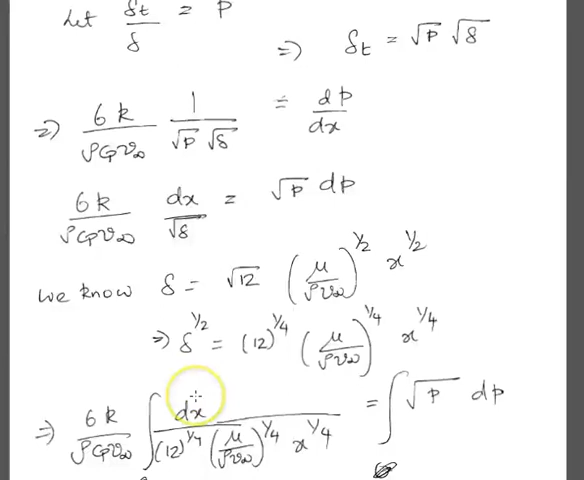 Let δt/δ = P
⇒ δt = √P √δ
⇒ 6k/(ρCpv∞) 1/(√P √δ) = dp/dx
6k/(ρCpv∞) dx/√δ = √P dp
we know δ = √12 (μ/(ρv∞))^1/2 x^1/2
⇒ δ^1/2 = (12)^1/4 (μ/(ρv∞))^1/4 x^1/4
⇒ 6k/(ρCpv∞) ∫ dx/((12)^1/4 (μ/(ρv∞))^1/4 x^1/4) = ∫ √P dp